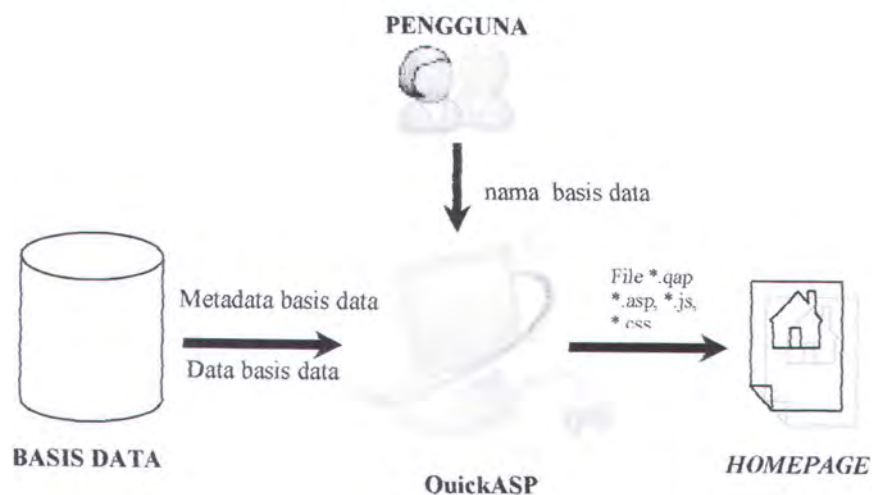 PENGGUNA
nama basis data
Metadata basis data
Data basis data
File *.qap
*.asp, *.js,
*.css
BASIS DATA
QuickASP
HOMEPAGE